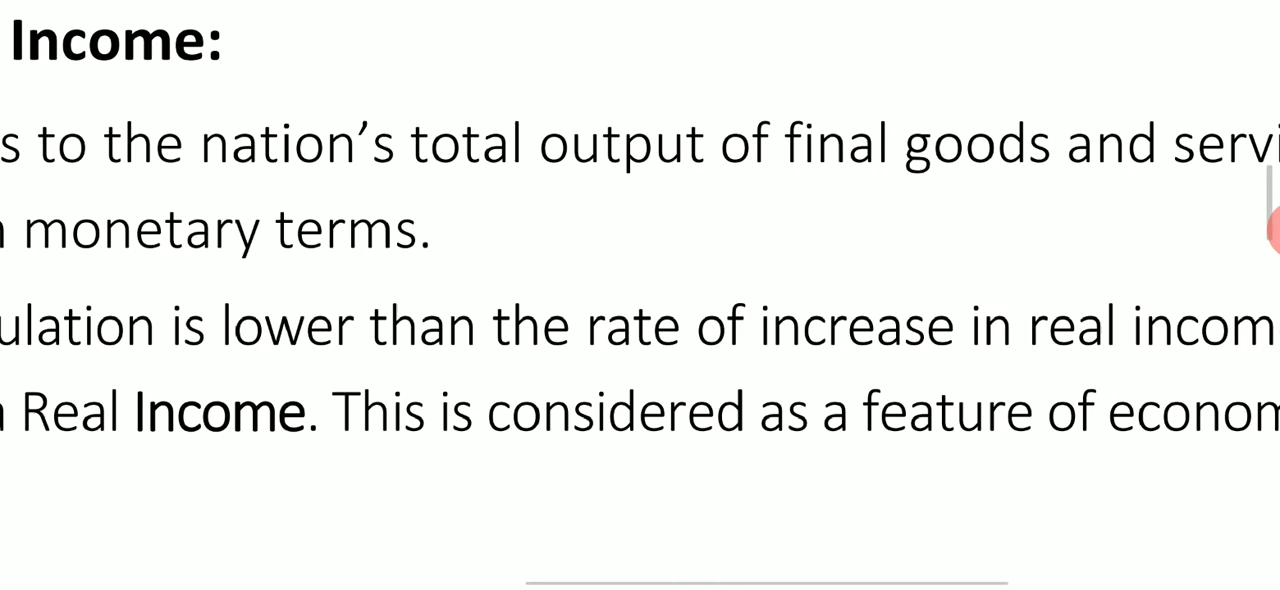 Income:
s to the nation's total output of final goods and servi
monetary terms.
ulation is lower than the rate of increase in real incom
Real Income. This is considered as a feature of econom